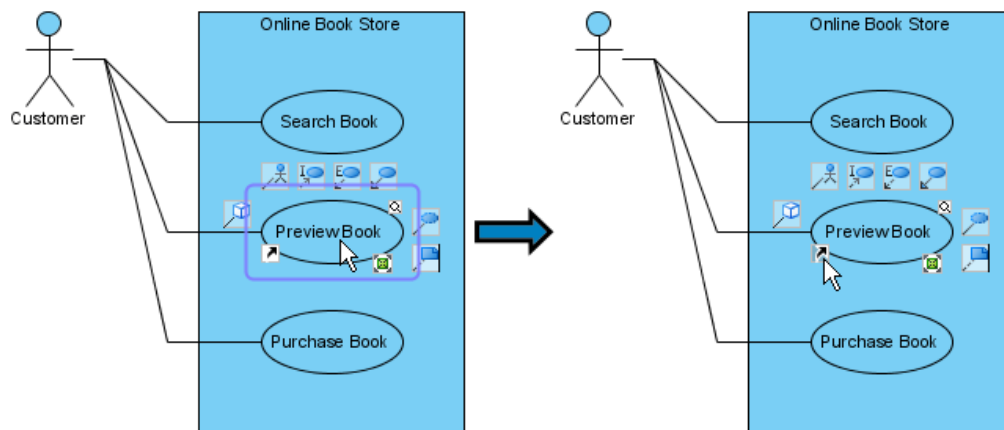 Online Book Store
Customer
Search Book
I
E
Preview Book
Purchase Book
Online Book Store
Customer
Search Book
I
E
Preview Book
Purchase Book